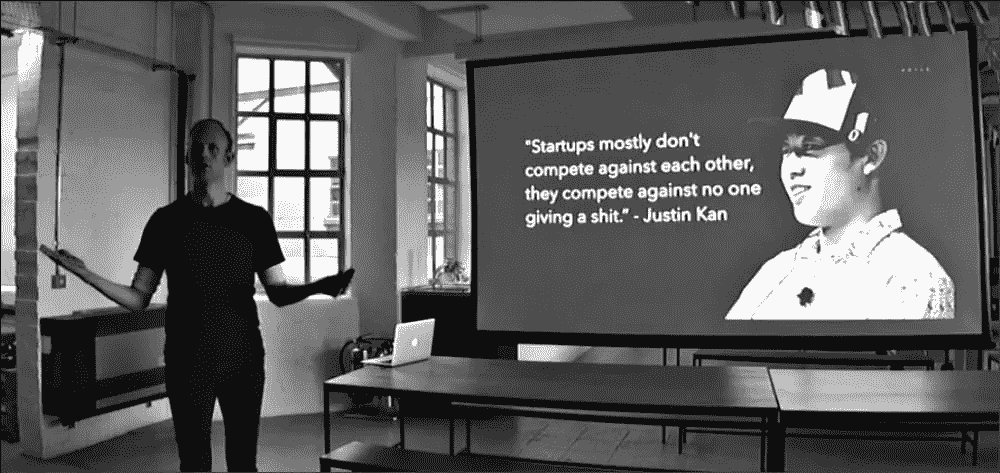 "Startups mostly don't
compete against each other,
they compete against no one
giving a shit." - Justin Kan